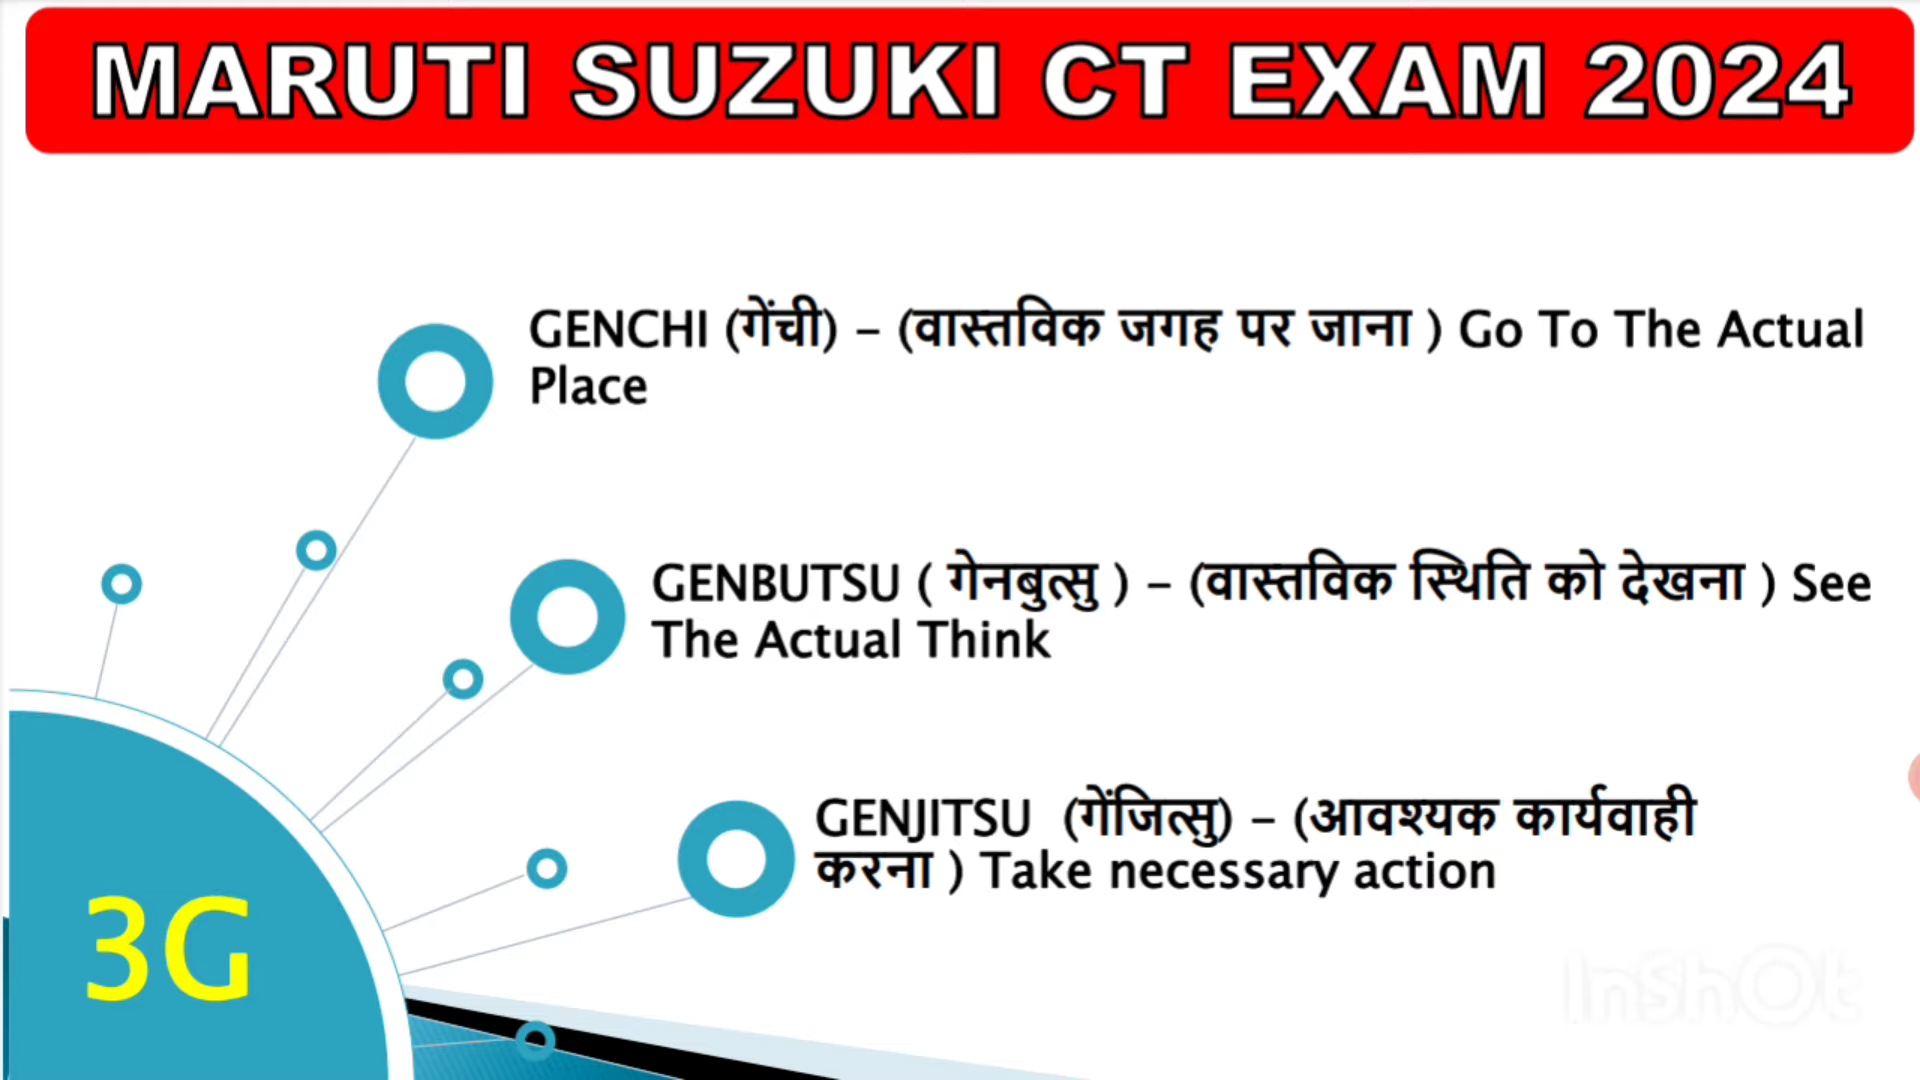 MARUTI SUZUKI CT EXAM 2024
GENCHI (गेंची) – (वास्तविक जगह पर जाना ) Go To The Actual
Place
GENBUTSU ( गेनबुत्सु ) – (वास्तविक स्थिति को देखना ) See
The Actual Think
GENJITSU (गेंजित्सु) – (आवश्यक कार्यवाही
करना ) Take necessary action
3G
InShOt